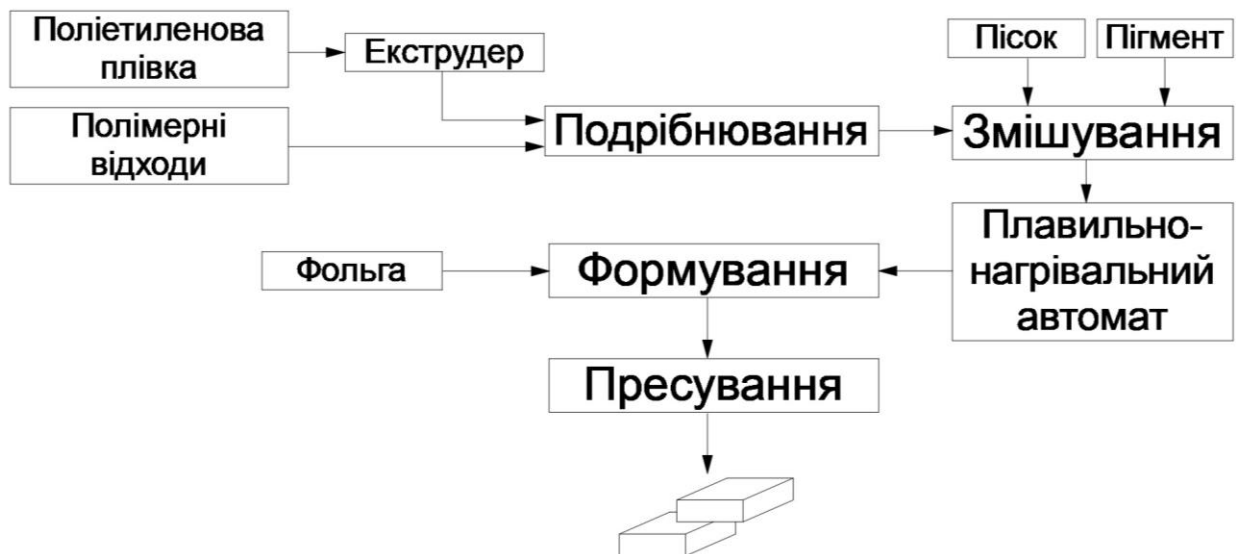 Поліетиленова
плівка
Екструдер
Пісок
Пігмент
Полімерні
відходи
Подрібнювання
Змішування
Плавильно-
нагрівальний
автомат
Фольга
Формування
Пресування